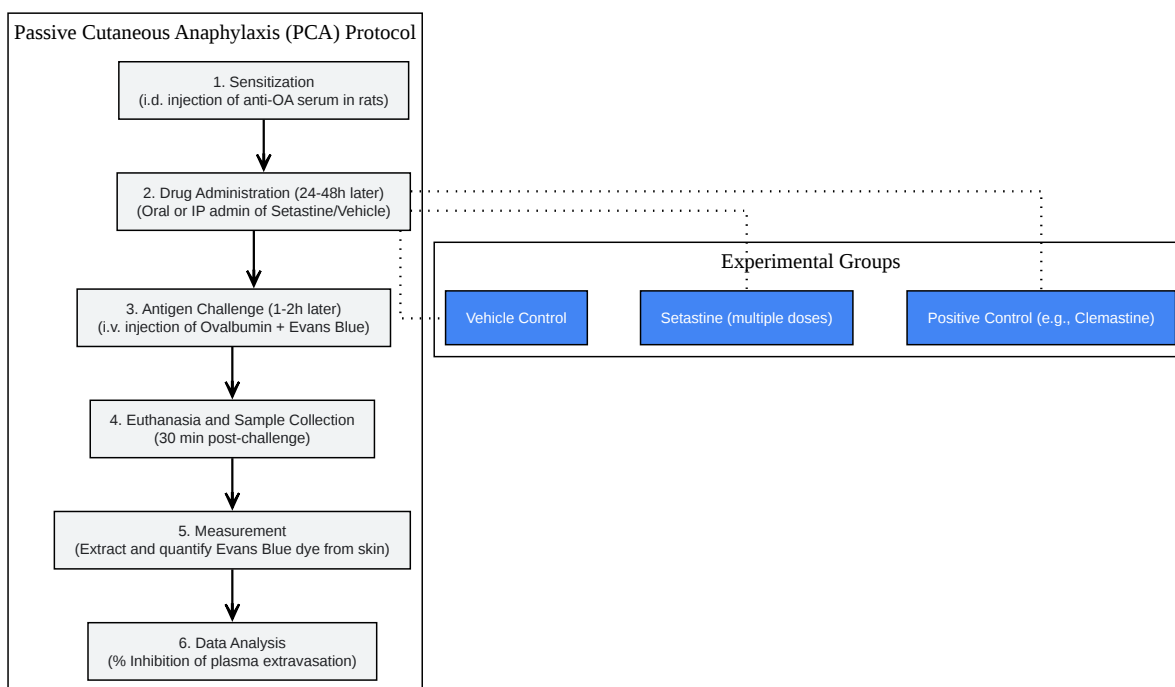 Passive Cutaneous Anaphylaxis (PCA) Protocol
1. Sensitization
(i.d. injection of anti-OA serum in rats)
2. Drug Administration (24-48h later)
(Oral or IP admin of Setastine/Vehicle)
3. Antigen Challenge (1-2h later)
(i.v. injection of Ovalbumin + Evans Blue)
4. Euthanasia and Sample Collection
(30 min post-challenge)
5. Measurement
(Extract and quantify Evans Blue dye from skin)
6. Data Analysis
(% Inhibition of plasma extravasation)
Experimental Groups
Vehicle Control
Setastine (multiple doses)
Positive Control (e.g., Clemastine)